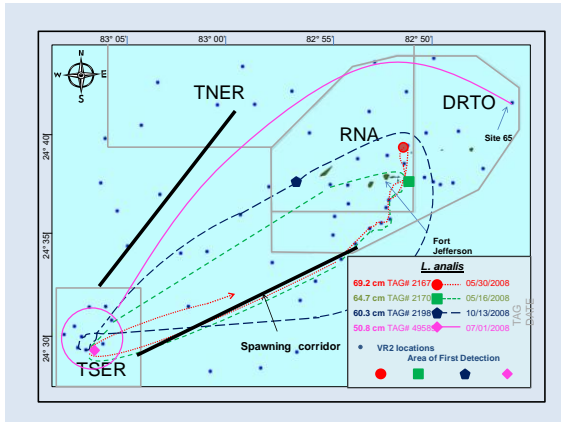 83° 05' 83° 00' 82° 55' 82° 50'
N
W E
S
TNER
DRTO
RNA
Site 65
24° 40'
24° 35'
24° 30'
Fort
Jefferson
L. analis
69.2 cm TAG# 2167 05/30/2008
64.7 cm TAG# 2170 05/16/2008
60.3 cm TAG# 2198 10/13/2008
50.8 cm TAG# 4958 07/01/2008
TAG
DATE
VR2 locations
Area of First Detection
Spawning corridor
TSER